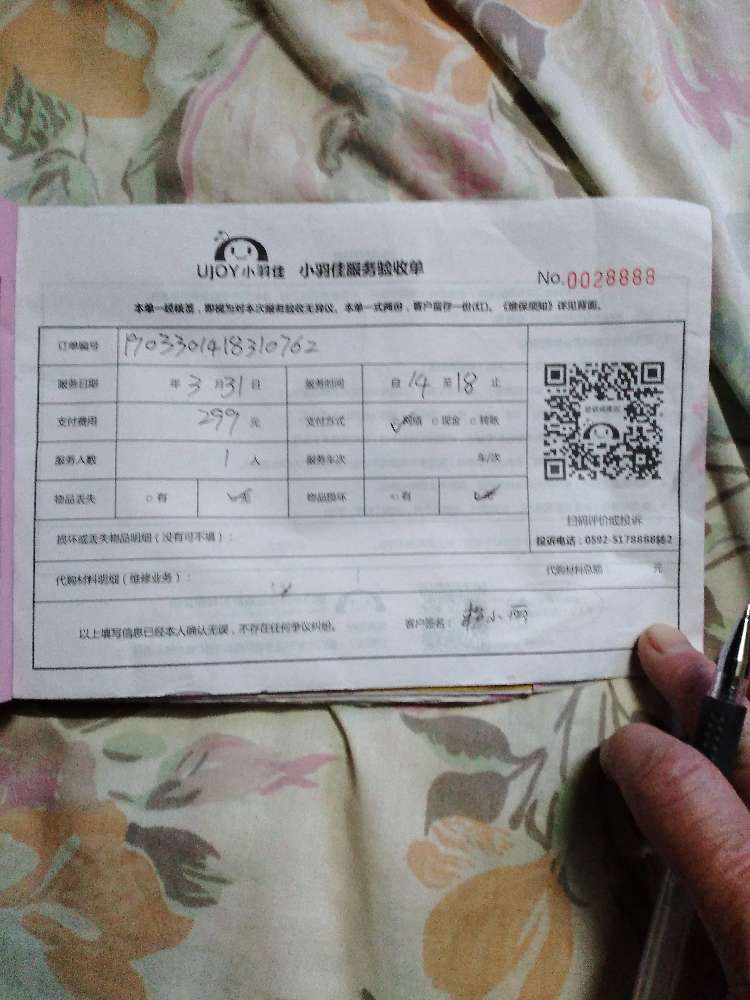 UJOY小羽佳 小羽佳服务验收单
No.0028888
本单一经核签，即视为对本次服务验收无异议。本单一式两份，客户留存一份(红)。《维保须知》详见背面。
订单编号 1903301418310762
服务日期 年 3 月 31 日 服务时间 自 14 至 18 止
支付费用 299 元 支付方式 网络 现金 转账
服务人数 1 人 服务车次 车/次
物品丢失 有 无 物品损坏 有 无
扫码评价或投诉
投诉电话：0592-5178888转2
损坏或丢失物品明细（没有可不填）：
代购材料明细（维修业务）： 代购材料总额 元
以上填写信息已经本人确认无误，不存在任何争议纠纷。 客户签名：